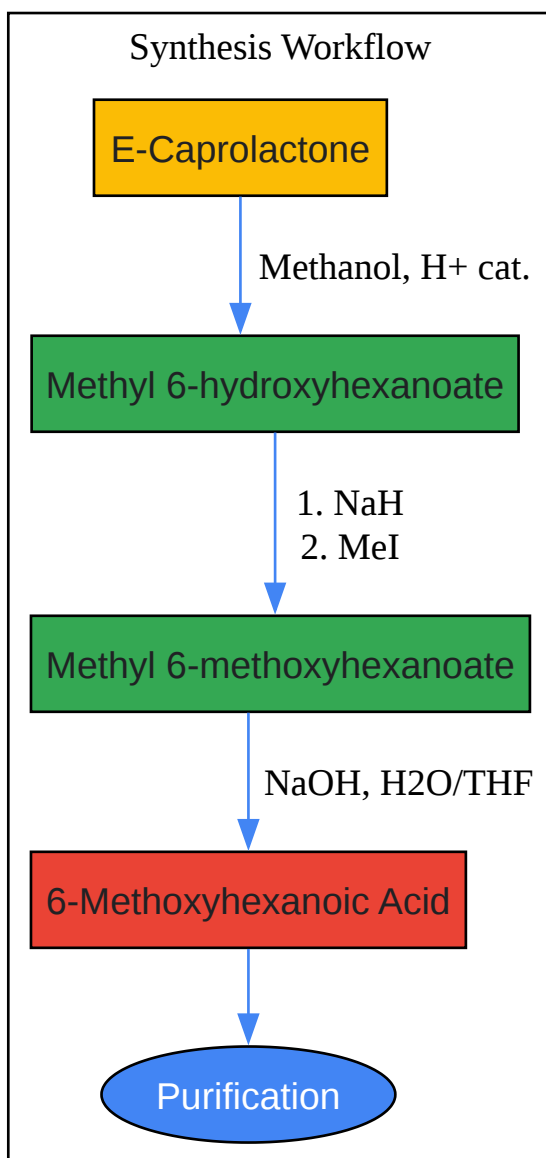 Synthesis Workflow
E-Caprolactone
Methanol, H+ cat.
Methyl 6-hydroxyhexanoate
1. NaH
2. MeI
Methyl 6-methoxyhexanoate
NaOH, H2O/THF
6-Methoxyhexanoic Acid
Purification